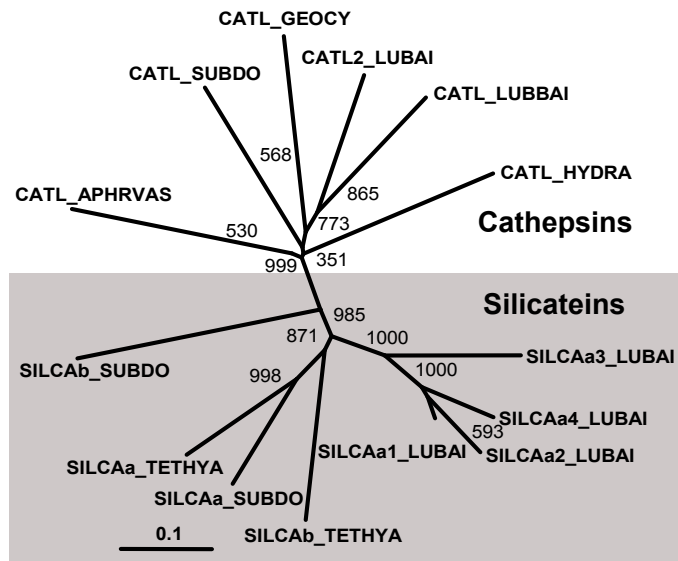 CATL_GEOCY
CATL2_LUBAI
CATL_SUBDO
CATL_LUBBAI
568
CATL_HYDRA
865
CATL_APHRVAS
773
Cathepsins
530
999
351
Silicateins
985
871
1000
SILCAa3_LUBAI
SILCAb_SUBDO
1000
998
SILCAa4_LUBAI
593
SILCAa1_LUBAI
SILCAa2_LUBAI
SILCAa_TETHYA
SILCAa_SUBDO
SILCAb_TETHYA
0.1